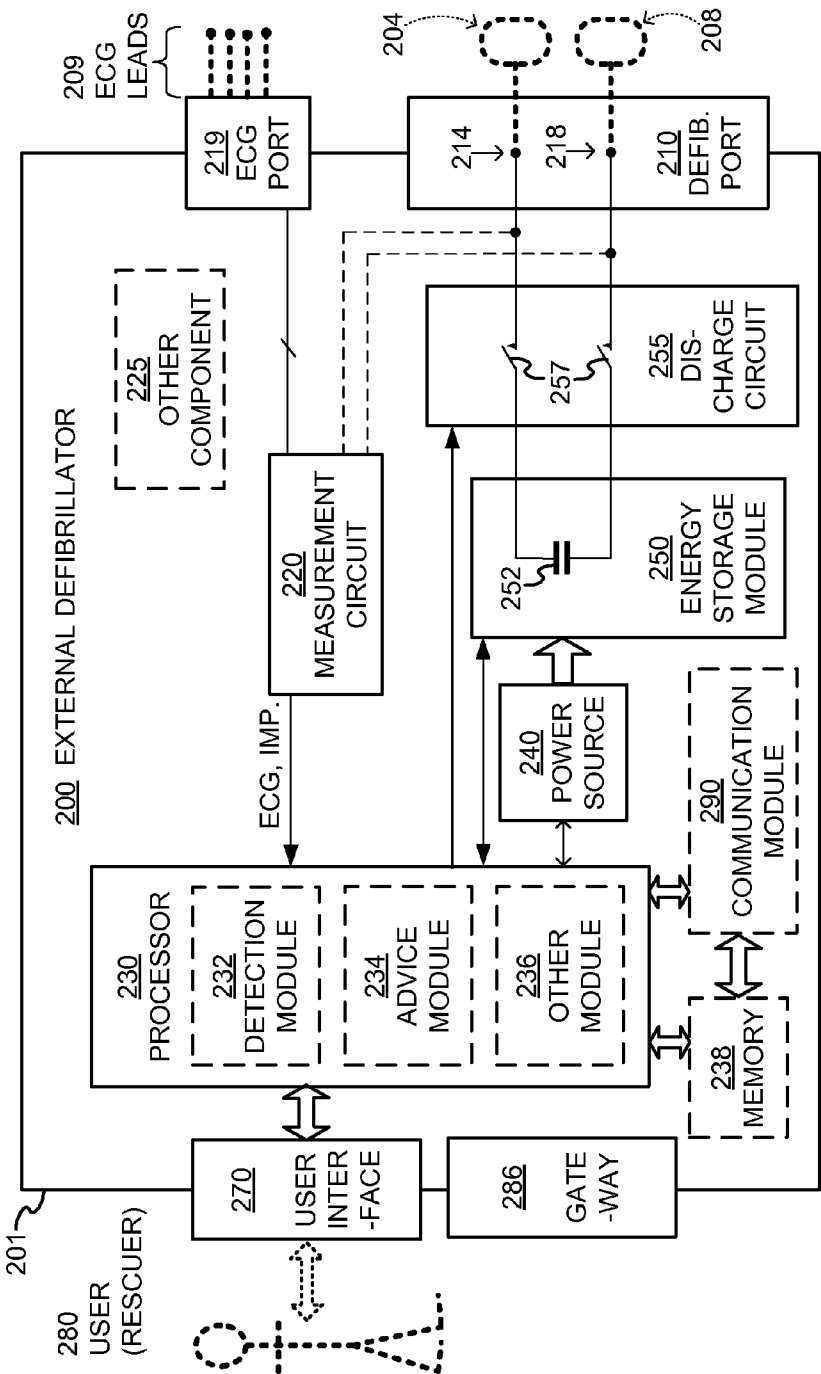 280
USER
(RESCUER)
201
200 EXTERNAL DEFIBRILLATOR
209
ECG
LEADS
219
ECG
PORT
225
OTHER
COMPONENT
270
USER
INTER
-FACE
230
PROCESSOR
232
DETECTION
MODULE
234
ADVICE
MODULE
236
OTHER
MODULE
ECG, IMP.
220
MEASUREMENT
CIRCUIT
204
208
214
218
210
DEFIB.
PORT
257
255
DIS-
CHARGE
CIRCUIT
252
250
ENERGY
STORAGE
MODULE
240
POWER
SOURCE
286
GATE
-WAY
238
MEMORY
290
COMMUNICATION
MODULE